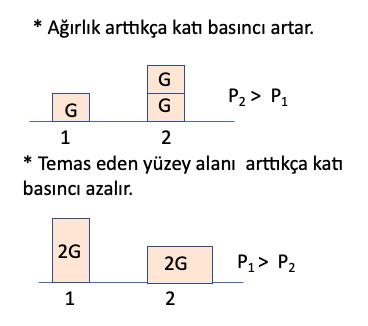 * Ağırlık arttıkça katı basıncı artar.
G
G
G
P₂ > P₁
1
2
* Temas eden yüzey alanı arttıkça katı
basıncı azalır.
2G
2G
P₁ > P₂
1
2